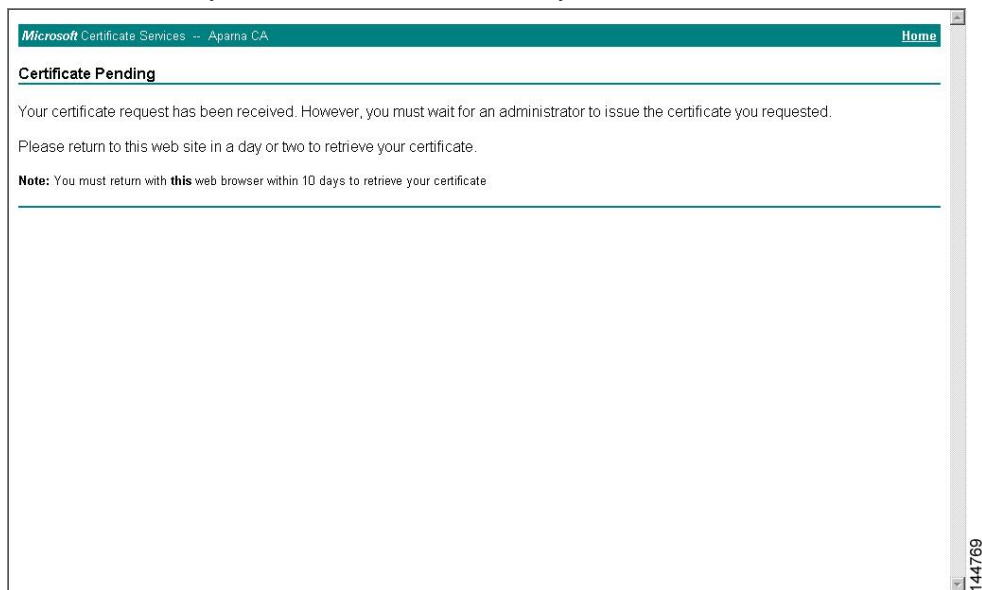 Microsoft Certificate Services -- Aparna CA Home
Certificate Pending
Your certificate request has been received. However, you must wait for an administrator to issue the certificate you requested.
Please return to this web site in a day or two to retrieve your certificate.
Note: You must return with this web browser within 10 days to retrieve your certificate
144769